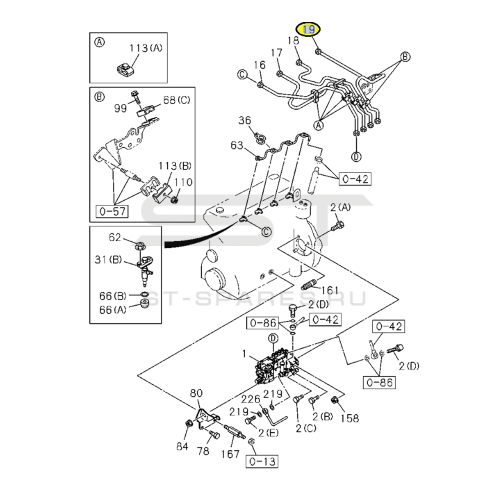 19
A
18
113(A)
17
B
16
C
B
99
68(C)
36
A
63
D
113(B)
0-42
110
0-57
2(A)
62
C
31(B)
161
66(B)
2(D)
ST-SPARES.RU
66(A)
0-86
0-42
0-42
D
1
2(D)
0-86
80
226
219
219
2(B)
158
2(C)
84
2(E)
78
167
0-13